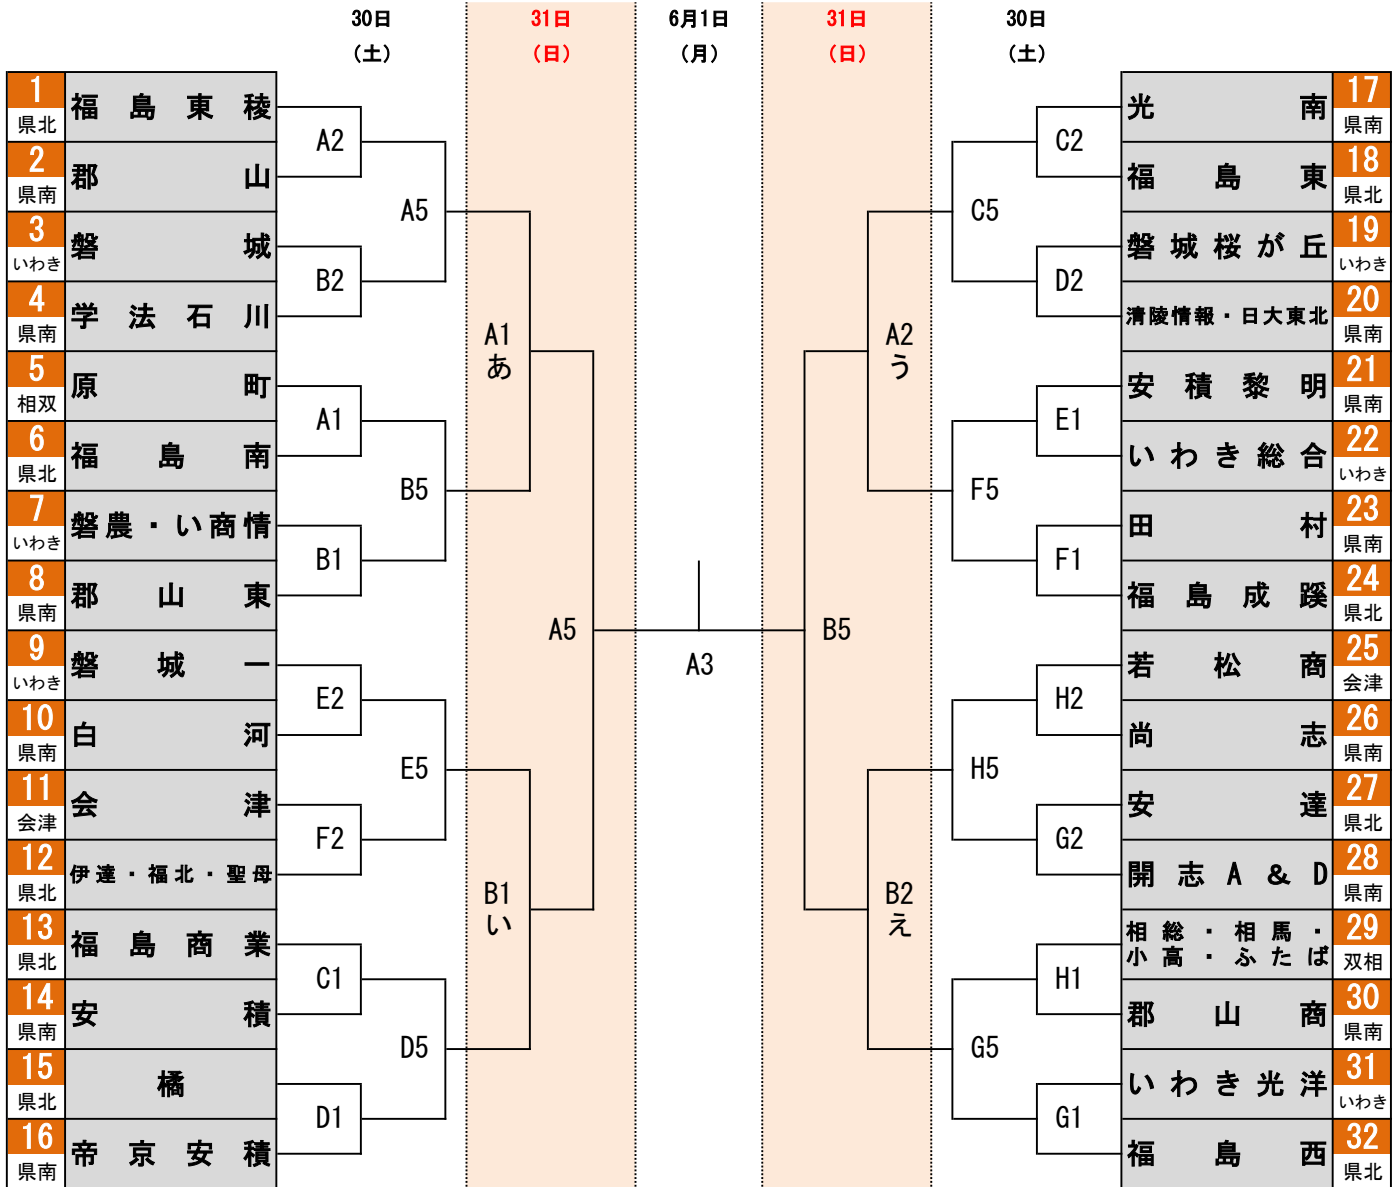 30日 31日 6月1日 31日 30日
(土) (日) (月) (日) (土)
1 県北 福島東稜
2 県南 郡山
3 いわき 磐城
4 県南 学法石川
5 相双 原町
6 県北 福島南
7 いわき 磐農・い商情
8 県南 郡山東
9 いわき 磐城一
10 県南 白河
11 会津 会津
12 県北 伊達・福北・聖母
13 県北 福島商業
14 県南 安積
15 県北 橘
16 県南 帝京安積
A2
B2
A1
B1
E2
F2
C1
D1
A5
B5
E5
D5
A1
あ
B1
い
A5
A3
B5
A2
う
B2
え
C5
F5
H5
G5
C2
D2
E1
F1
H2
G2
H1
G1
光南 17 県南
福島東 18 県北
磐城桜が丘 19 いわき
清陵情報・日大東北 20 県南
安積黎明 21 県南
いわき総合 22 いわき
田村 23 県南
福島成蹊 24 県北
若松商 25 会津
尚志 26 県南
安達 27 県北
開志A&D 28 県南
相総・相馬・
小高・ふたば 29 双相
郡山商 30 県南
いわき光洋 31 いわき
福島西 32 県北